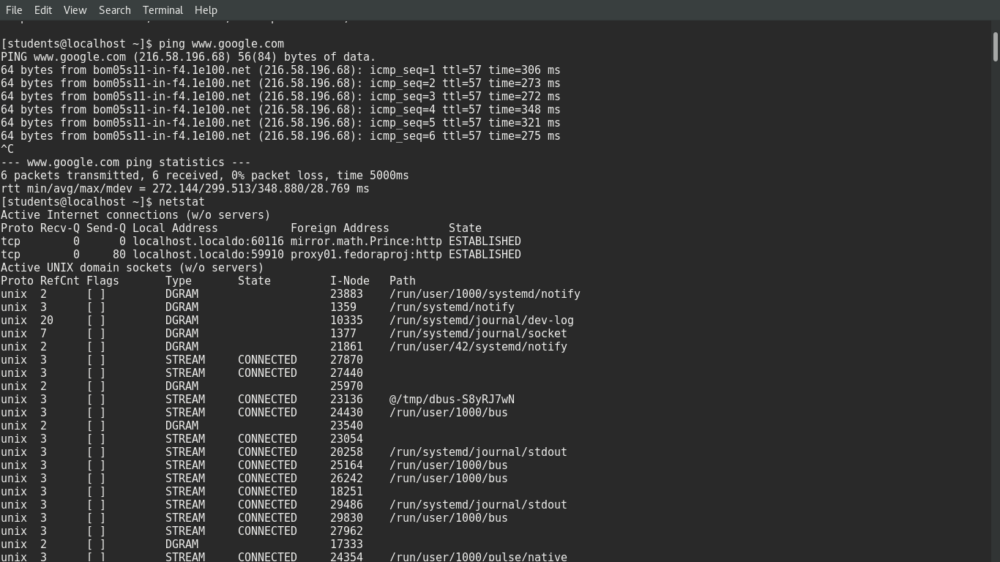 File Edit View Search Terminal Help
[students@localhost ~]$ ping www.google.com
PING www.google.com (216.58.196.68) 56(84) bytes of data.
64 bytes from bom05s11-in-f4.1e100.net (216.58.196.68): icmp_seq=1 ttl=57 time=306 ms
64 bytes from bom05s11-in-f4.1e100.net (216.58.196.68): icmp_seq=2 ttl=57 time=273 ms
64 bytes from bom05s11-in-f4.1e100.net (216.58.196.68): icmp_seq=3 ttl=57 time=272 ms
64 bytes from bom05s11-in-f4.1e100.net (216.58.196.68): icmp_seq=4 ttl=57 time=348 ms
64 bytes from bom05s11-in-f4.1e100.net (216.58.196.68): icmp_seq=5 ttl=57 time=321 ms
64 bytes from bom05s11-in-f4.1e100.net (216.58.196.68): icmp_seq=6 ttl=57 time=275 ms
^C
--- www.google.com ping statistics ---
6 packets transmitted, 6 received, 0% packet loss, time 5000ms
rtt min/avg/max/mdev = 272.144/299.513/348.880/28.769 ms
[students@localhost ~]$ netstat
Active Internet connections (w/o servers)
Proto Recv-Q Send-Q Local Address           Foreign Address         State
tcp        0      0 localhost.localdo:60116 mirror.math.Prince:http ESTABLISHED
tcp        0     80 localhost.localdo:59910 proxy01.fedoraproj:http ESTABLISHED
Active UNIX domain sockets (w/o servers)
Proto RefCnt Flags       Type       State         I-Node   Path
unix  2      [ ]         DGRAM                    23883    /run/user/1000/systemd/notify
unix  3      [ ]         DGRAM                    1359     /run/systemd/notify
unix  20     [ ]         DGRAM                    10335    /run/systemd/journal/dev-log
unix  7      [ ]         DGRAM                    1377     /run/systemd/journal/socket
unix  2      [ ]         DGRAM                    21861    /run/user/42/systemd/notify
unix  3      [ ]         STREAM     CONNECTED     27870
unix  3      [ ]         STREAM     CONNECTED     27440
unix  2      [ ]         DGRAM                    25970
unix  3      [ ]         STREAM     CONNECTED     23136    @/tmp/dbus-S8yRJ7wN
unix  3      [ ]         STREAM     CONNECTED     24430    /run/user/1000/bus
unix  2      [ ]         DGRAM                    23540
unix  3      [ ]         STREAM     CONNECTED     23054
unix  3      [ ]         STREAM     CONNECTED     20258    /run/systemd/journal/stdout
unix  3      [ ]         STREAM     CONNECTED     25164    /run/user/1000/bus
unix  3      [ ]         STREAM     CONNECTED     26242    /run/user/1000/bus
unix  3      [ ]         STREAM     CONNECTED     18251
unix  3      [ ]         STREAM     CONNECTED     29486    /run/systemd/journal/stdout
unix  3      [ ]         STREAM     CONNECTED     29830    /run/user/1000/bus
unix  3      [ ]         STREAM     CONNECTED     27962
unix  2      [ ]         DGRAM                    17333
unix  3      [ ]         STREAM     CONNECTED     24354    /run/user/1000/pulse/native